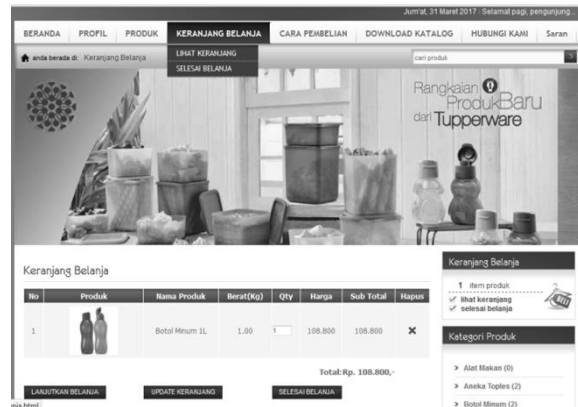 Jum'at, 31 Maret 2017 : Selamat pagi, pengunjung...
BERANDA PROFIL PRODUK KERANJANG BELANJA CARA PEMBELIAN DOWNLOAD KATALOG HUBUNGI KAMI Saran
anda berada di: Keranjang Belanja
LIHAT KERANJANG
SELESAI BELANJA
cari produk
Rangkaian
Produk Baru
dari Tupperware
Keranjang Belanja
No Produk Nama Produk Berat(Kg) Qty Harga Sub Total Hapus
1 Botol Minum 1L 1.00 1 108.800 108.800
Total:Rp. 108.800,-
LANJUTKAN BELANJA UPDATE KERANJANG SELESAI BELANJA
Keranjang Belanja
1 item produk
lihat keranjang
selesai belanja
BELI
Kategori Produk
Alat Makan (0)
Aneka Toples (2)
Botol Minum (2)